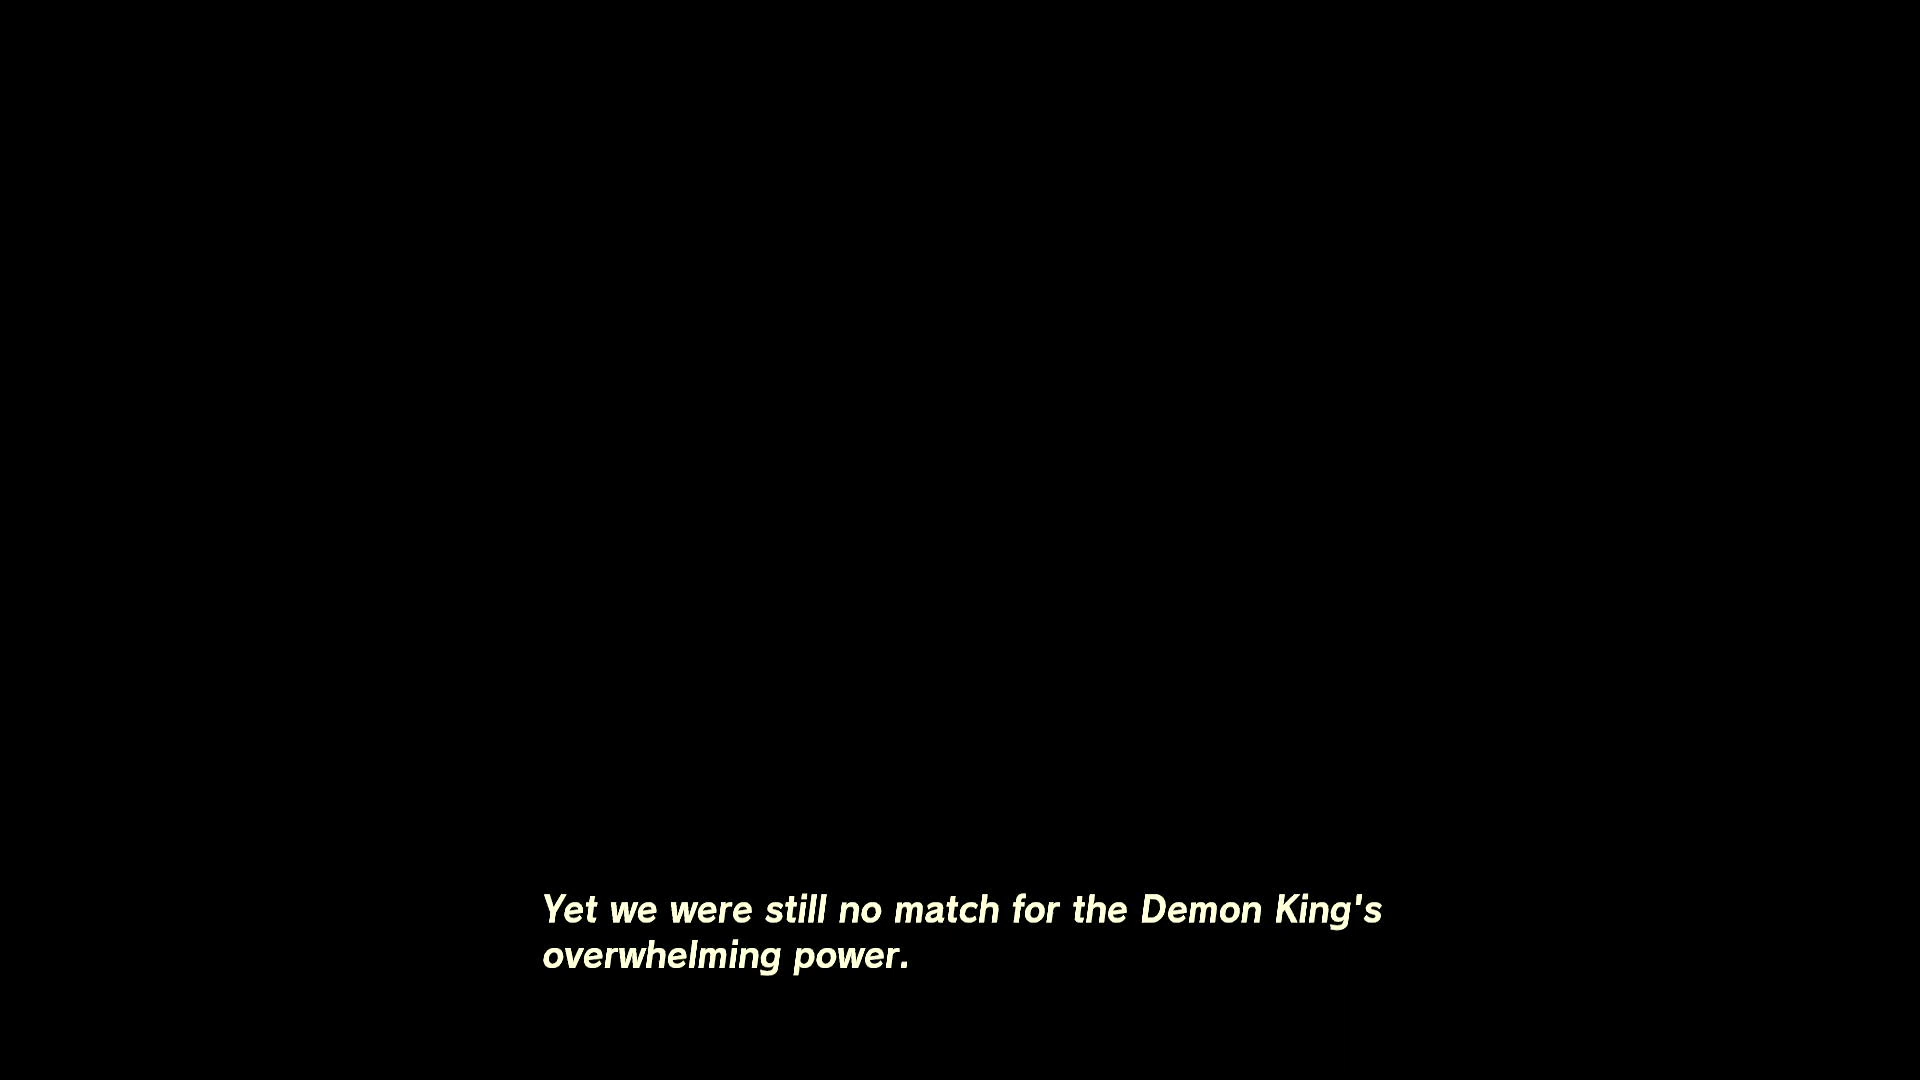 Yet we were still no match for the Demon King's
overwhelming power.